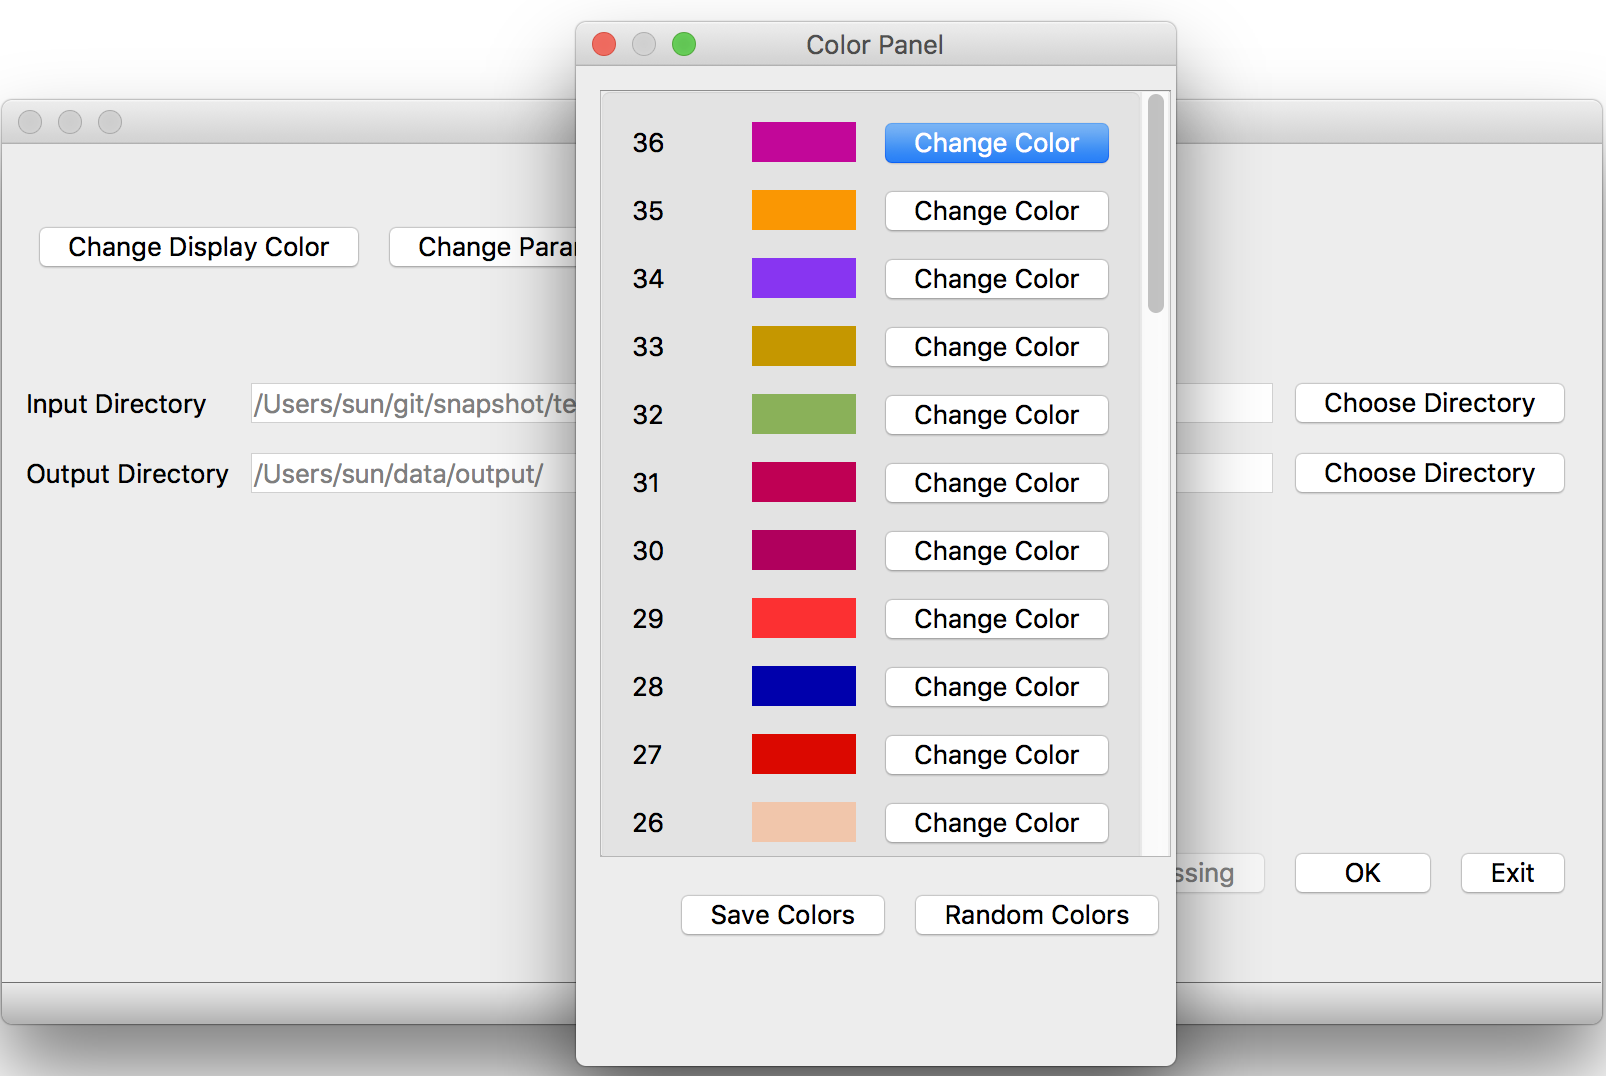 Color Panel
36 Change Color
35 Change Color
Change Display Color
Change
34 Change Color
33 Change Color
Input Directory /Users/sun/git/snapshot/te
32 Change Color
Choose Directory
Output Directory /Users/sun/data/output/
31 Change Color
Choose Directory
30 Change Color
29 Change Color
28 Change Color
27 Change Color
26 Change Color
OK
Exit
Save Colors
Random Colors